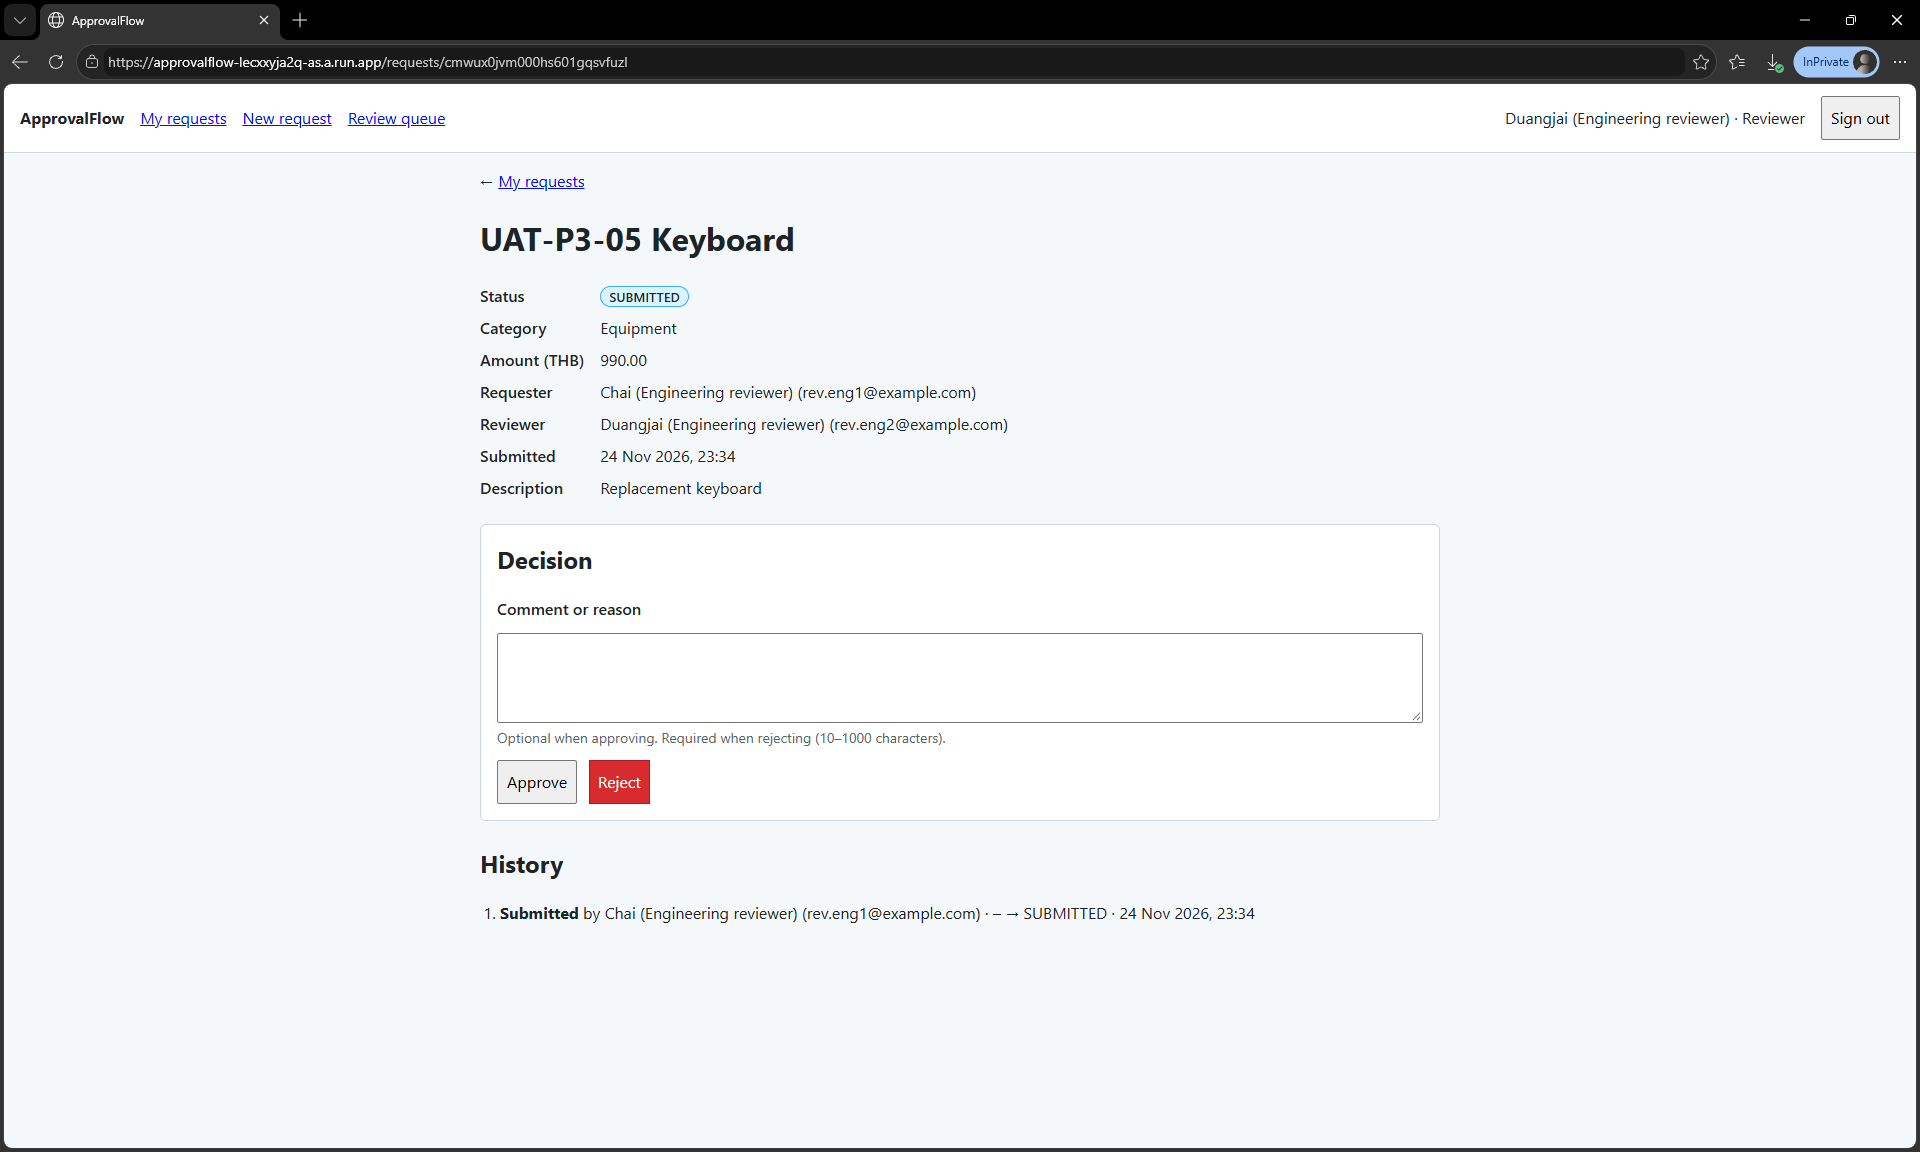 ApprovalFlow
https://approvalflow-lecxxyja2q-as.a.run.app/requests/cmwux0jvm000hs601gqsvfuzl
InPrivate
ApprovalFlow My requests New request Review queue Duangjai (Engineering reviewer) · Reviewer Sign out
← My requests
UAT-P3-05 Keyboard
Status SUBMITTED
Category Equipment
Amount (THB) 990.00
Requester Chai (Engineering reviewer) (rev.eng1@example.com)
Reviewer Duangjai (Engineering reviewer) (rev.eng2@example.com)
Submitted 24 Nov 2026, 23:34
Description Replacement keyboard
Decision
Comment or reason
Optional when approving. Required when rejecting (10–1000 characters).
Approve Reject
History
1. Submitted by Chai (Engineering reviewer) (rev.eng1@example.com) · – → SUBMITTED · 24 Nov 2026, 23:34